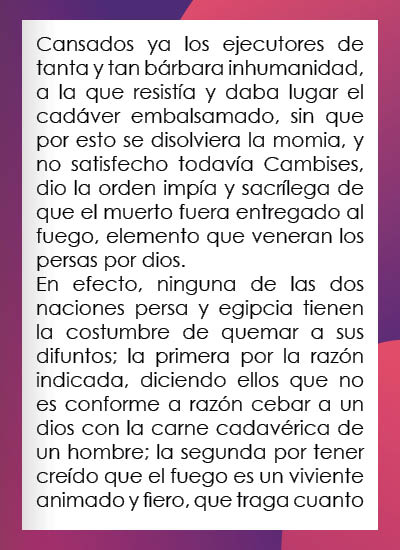 Cansados ya los ejecutores de
tanta y tan bárbara inhumanidad,
a la que resistía y daba lugar el
cadáver embalsamado, sin que
por esto se disolviera la momia, y
no satisfecho todavía Cambises,
dio la orden impía y sacrílega de
que el muerto fuera entregado al
fuego, elemento que veneran los
persas por dios.
En efecto, ninguna de las dos
naciones persa y egipcia tienen
la costumbre de quemar a sus
difuntos; la primera por la razón
indicada, diciendo ellos que no
es conforme a razón cebar a un
dios con la carne cadavérica de
un hombre; la segunda por tener
creído que el fuego es un viviente
animado y fiero, que traga cuanto